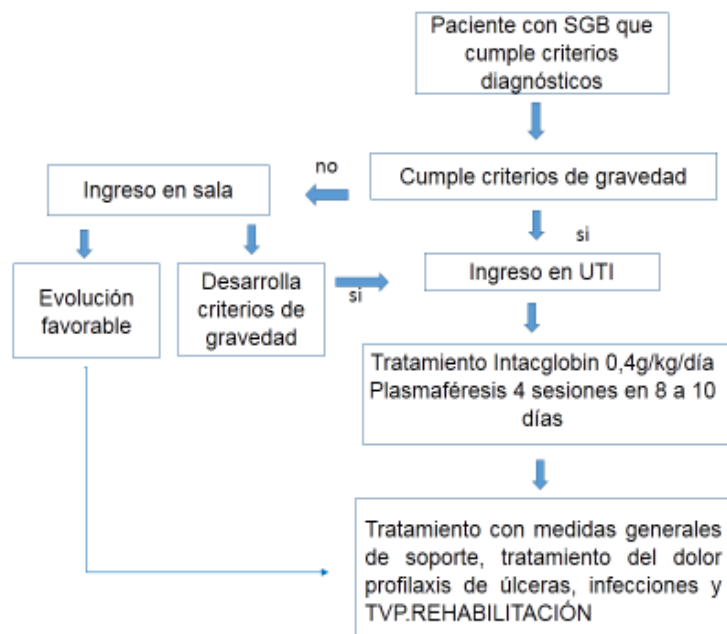 Paciente con SGB que
cumple criterios
diagnósticos
no
Cumple criterios de gravedad
Ingreso en sala
si
Ingreso en UTI
Evolución
favorable
Desarrolla
criterios de
gravedad
si
Tratamiento Intacglobin 0,4g/kg/día
Plasmaféresis 4 sesiones en 8 a 10
días
Tratamiento con medidas generales
de soporte, tratamiento del dolor
profilaxis de úlceras, infecciones y
TVP.REHABILITACIÓN